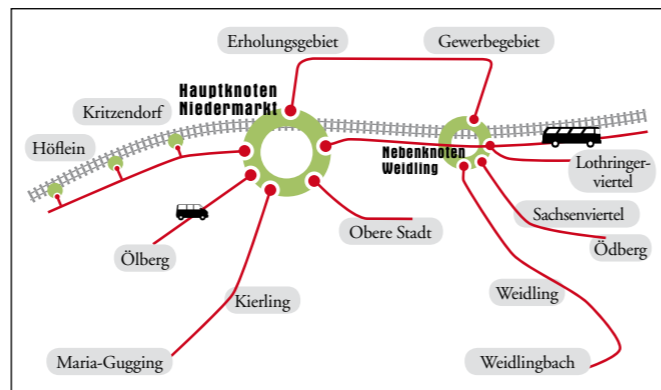 Erholungsgebiet
Gewerbegebiet
Hauptknoten
Niedermarkt
Kritzendorf
Höflein
Nebenknoten
Weidling
Lothringer-
viertel
Sachsenviertel
Ödberg
Obere Stadt
Ölberg
Kierling
Weidling
Maria-Gugging
Weidlingbach